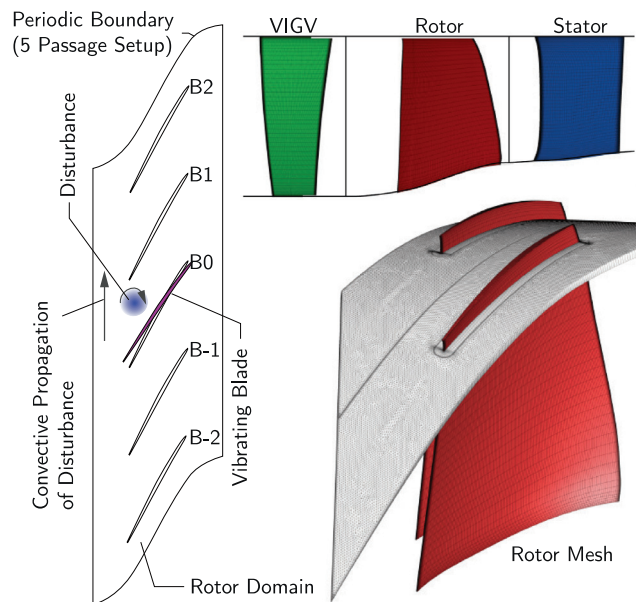 Periodic Boundary
(5 Passage Setup)
VIGV
Rotor
Stator
Disturbance
B2
B1
B0
B-1
B-2
Convective Propagation
of Disturbance
Vibrating Blade
Rotor Domain
Rotor Mesh